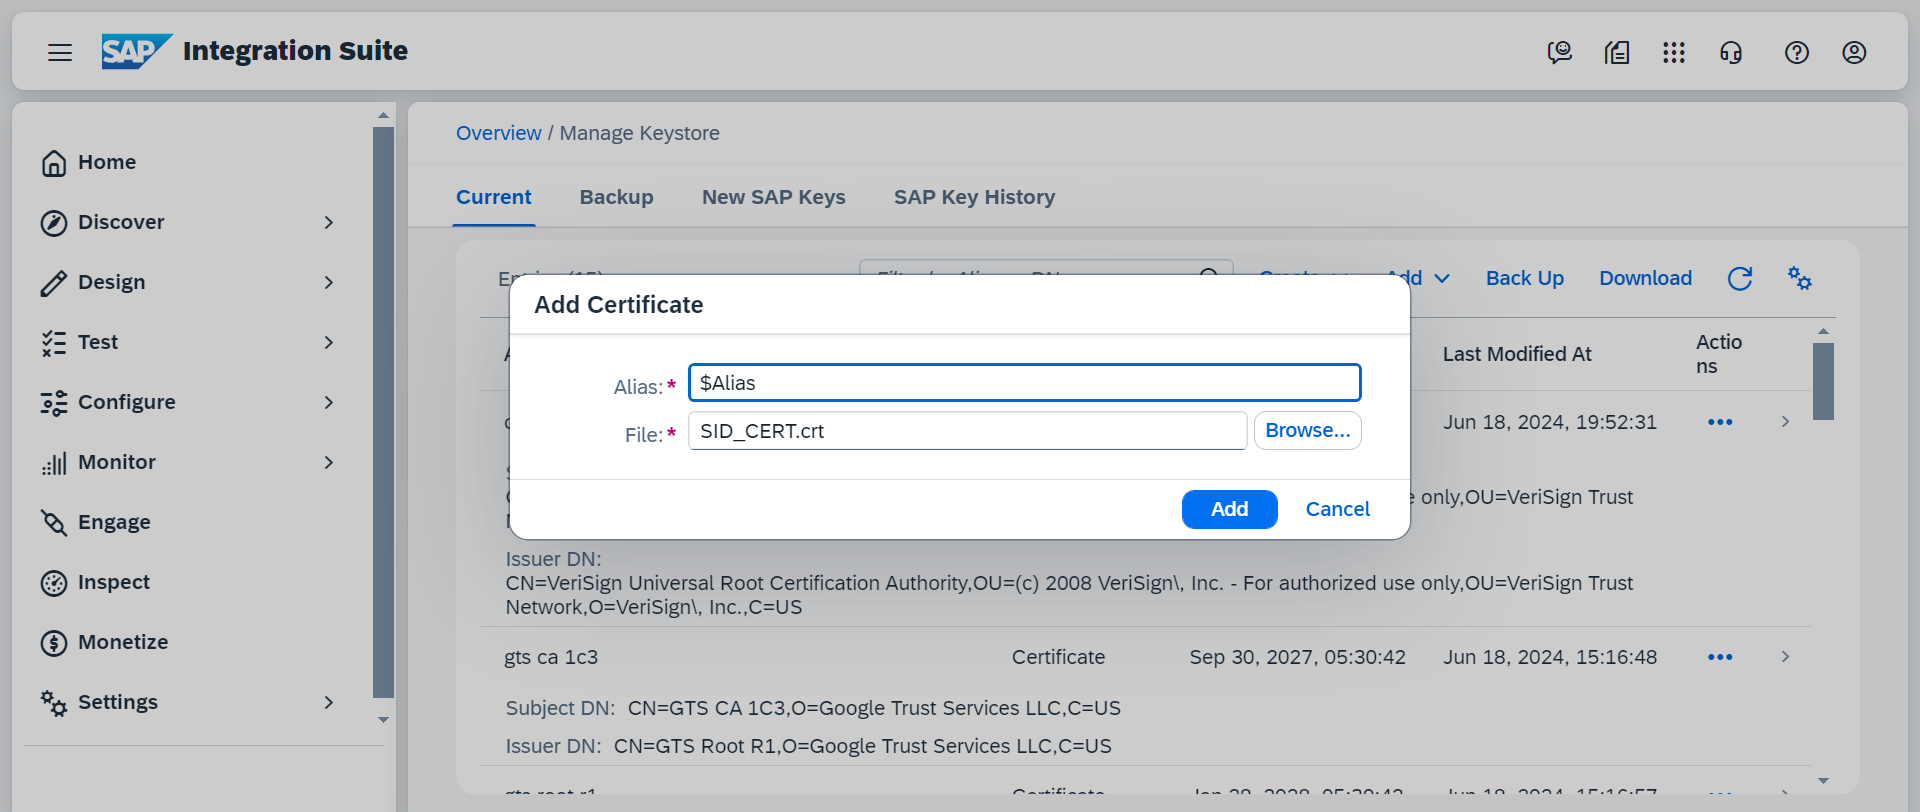 SAP Integration Suite
Home
Discover
Design
Test
Configure
Monitor
Engage
Inspect
Monetize
Settings
Overview / Manage Keystore
Current Backup New SAP Keys SAP Key History
Back Up Download
Last Modified At Actions
Add Certificate
Alias:* $Alias
File:* SID_CERT.crt Browse...
Add Cancel
Jun 18, 2024, 19:52:31
only,OU=VeriSign Trust
Issuer DN:
CN=VeriSign Universal Root Certification Authority,OU=(c) 2008 VeriSign\, Inc. - For authorized use only,OU=VeriSign Trust
Network,O=VeriSign\, Inc.,C=US
gts ca 1c3 Certificate Sep 30, 2027, 05:30:42 Jun 18, 2024, 15:16:48
Subject DN: CN=GTS CA 1C3,O=Google Trust Services LLC,C=US
Issuer DN: CN=GTS Root R1,O=Google Trust Services LLC,C=US